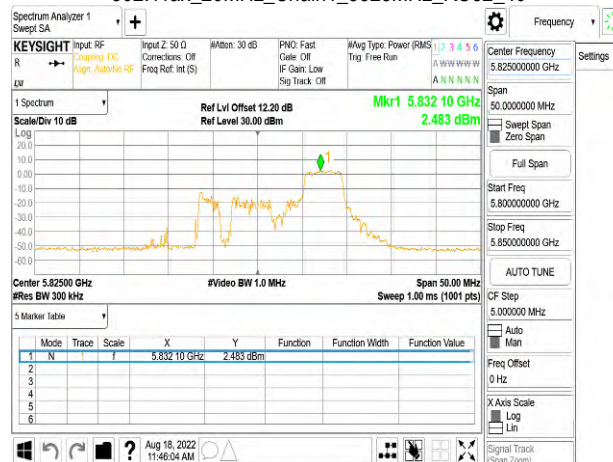 Spectrum Analyzer 1
Swept SA
Frequency
KEYSIGHT
R
Input: RF
Coupling: DC
Align: Auto/No RF
Input Z: 50 Ω
Corrections: Off
Freq Ref: Int (S)
#Atten: 30 dB
PNO: Fast
Gate: Off
IF Gain: Low
Sig Track: Off
#Avg Type: Power (RMS
Trig: Free Run
1 2 3 4 5 6
A W W W W W
A N N N N N
Center Frequency
5.825000000 GHz
Settings
Span
50.0000000 MHz
Swept Span
Zero Span
Full Span
Start Freq
5.800000000 GHz
Stop Freq
5.850000000 GHz
AUTO TUNE
CF Step
5.000000 MHz
Auto
Man
Freq Offset
0 Hz
X Axis Scale
Log
Lin
Signal Track
(Span Zoom)
1 Spectrum
Scale/Div 10 dB
Ref Lvl Offset 12.20 dB
Ref Level 30.00 dBm
Mkr1 5.832 10 GHz
2.483 dBm
Log
20.0
10.0
0.00
-10.0
-20.0
-30.0
-40.0
-50.0
-60.0
1
Center 5.82500 GHz
#Res BW 300 kHz
#Video BW 1.0 MHz
Span 50.00 MHz
Sweep 1.00 ms (1001 pts)
5 Marker Table
Mode Trace Scale X Y Function Function Width Function Value
1 N 1 f 5.832 10 GHz 2.483 dBm
2
3
4
5
6
Aug 18, 2022
11:46:04 AM